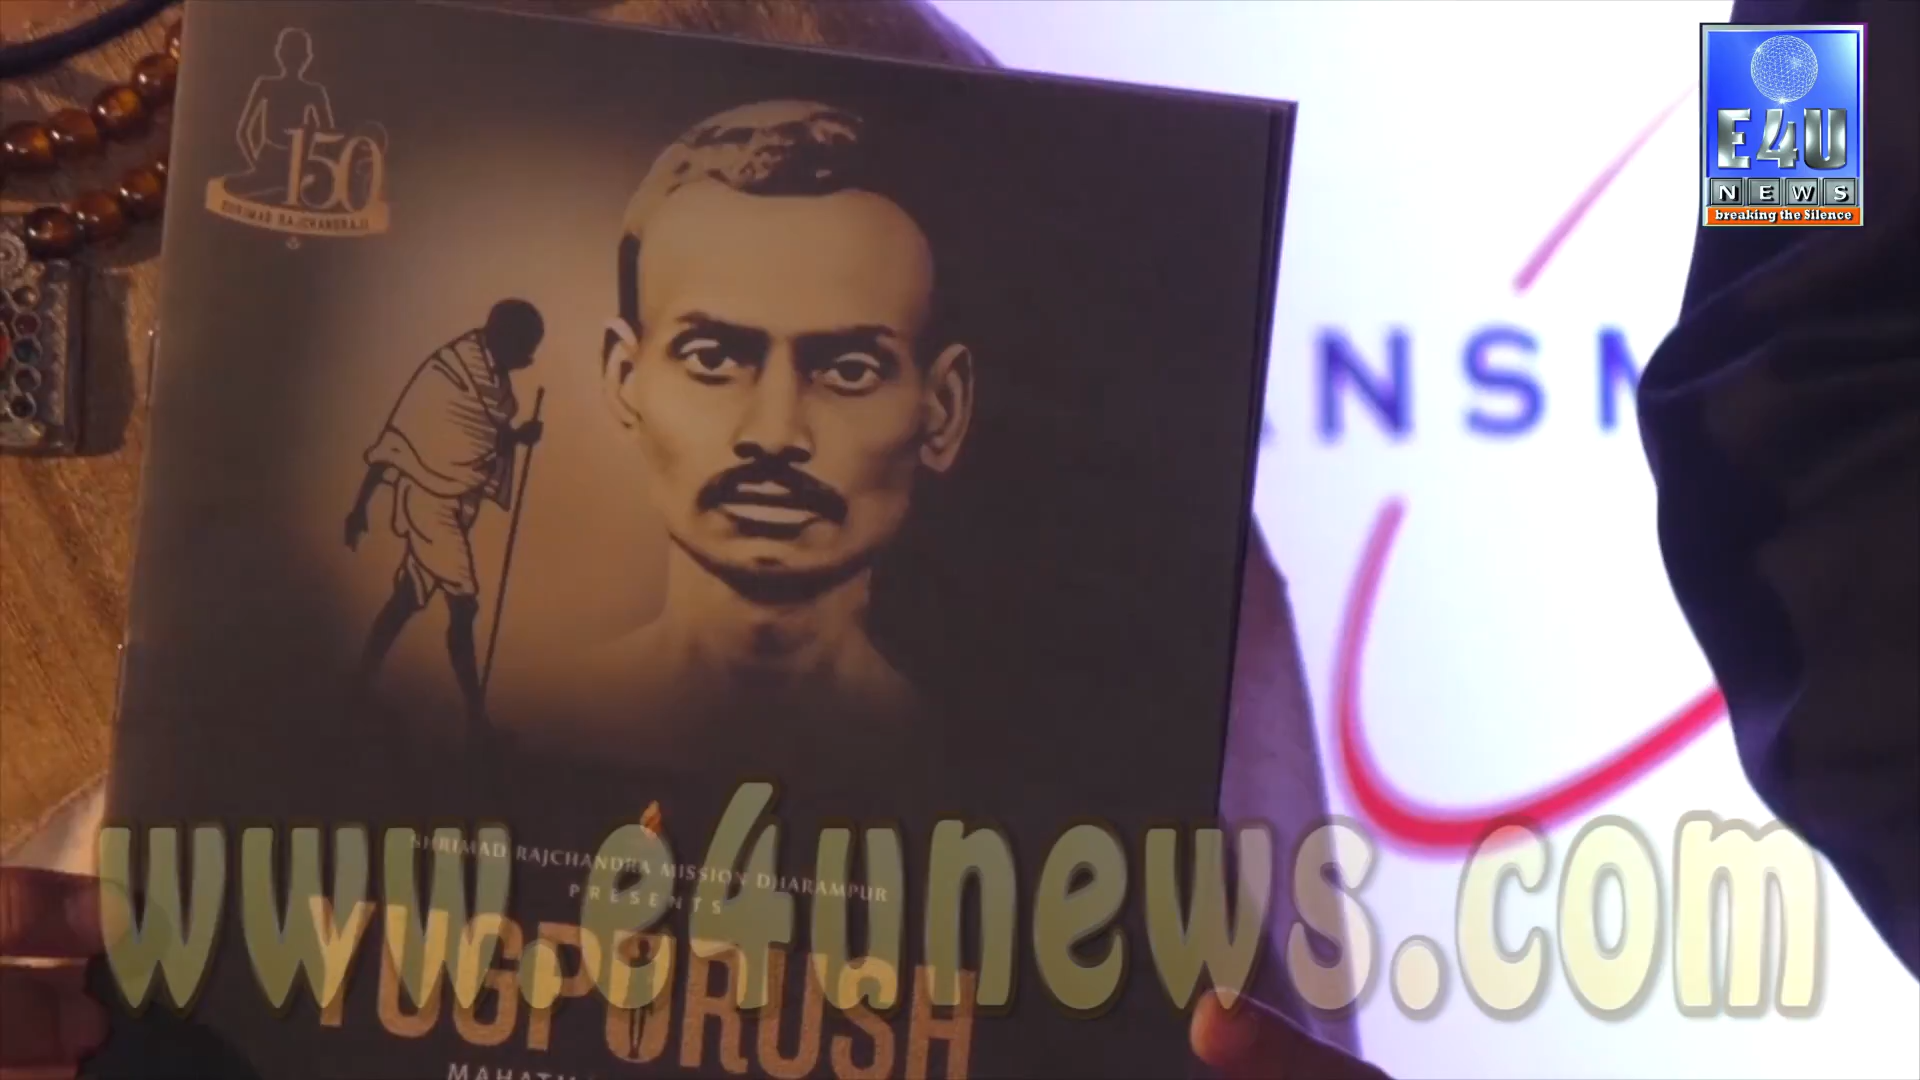 E4U
NEWS
breaking the Silence
150
SHRIMAD RAJCHANDRAJI
NSM
SHRIMAD RAJCHANDRA MISSION DHARAMPUR
PRESENTS
YUGPURUSH
www.e4unews.com